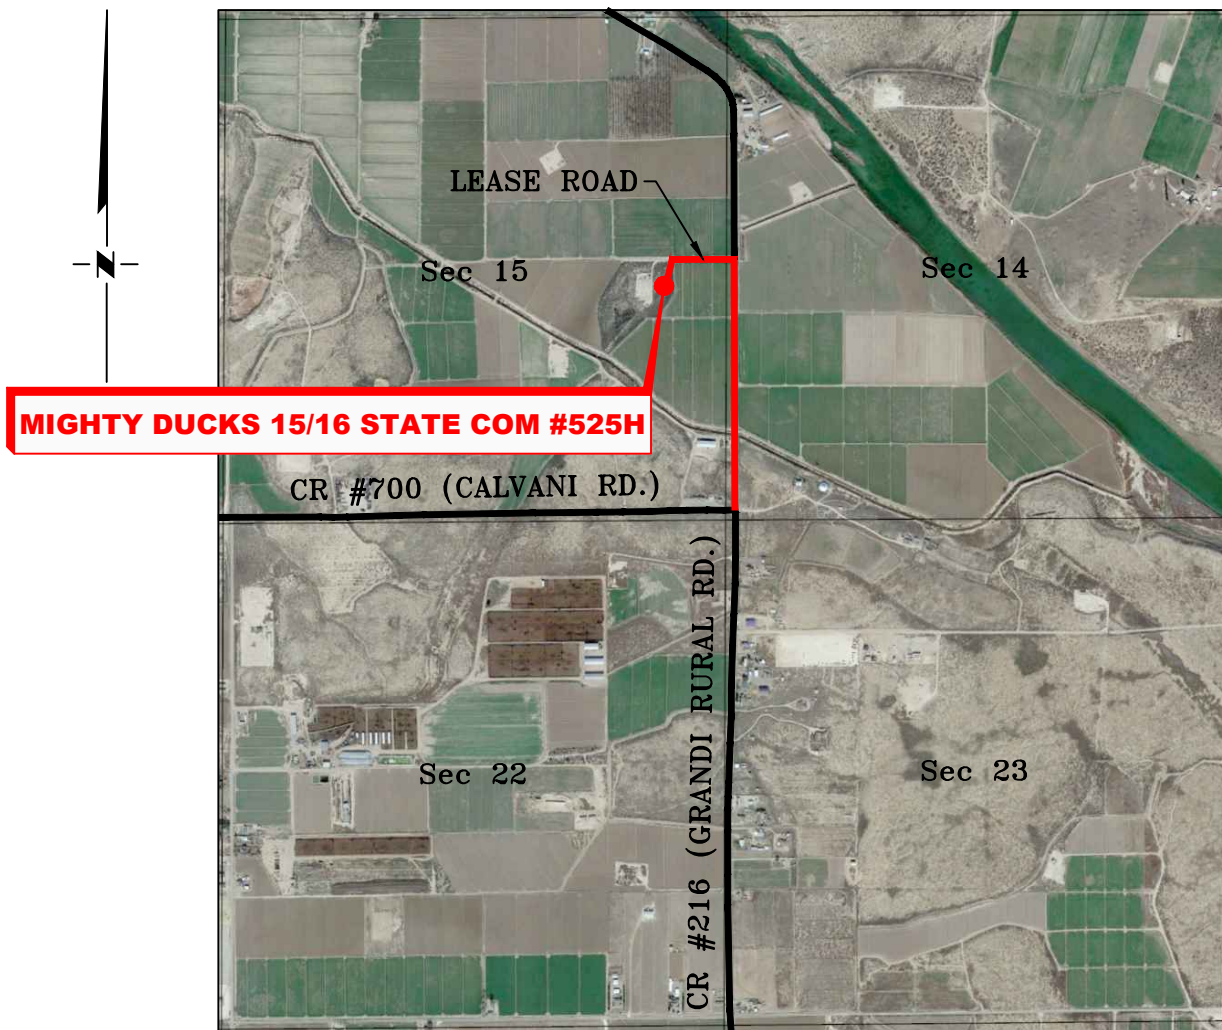 LEASE ROAD
Sec 15
Sec 14
N
MIGHTY DUCKS 15/16 STATE COM #525H
CR #700 (CALVANI RD.)
CR #216 (GRANDI RURAL RD.)
Sec 22
Sec 23